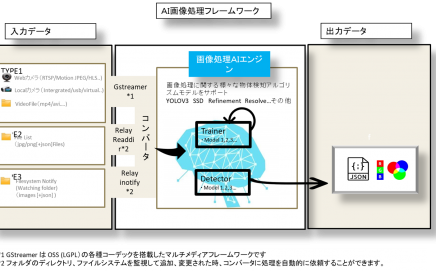 AI画像処理フレームワーク
入力データ
出力データ
TYPE1
Webカメラ (RTSP/Motion JPEG/HLS..)
Localカメラ (integrated/usb/virtual..)
VideoFile(mp4/avi....)
E2
List
(jpg/png(+jsonFiles)
E3
Filesystem Notify
(Watching folder)
(images [+json])
Gstreamer
*1
Relay
Readdi
r*2
Relay
inotify
*2
コンバータ
画像処理AIエンジ
ン
画像処理に関する様々な物体検知アルゴリ
ズムモデルをサポート
YOLOV3 SSD Refinement Resolve...その他
Trainer
・Model 1,2,3...
Detector
・Model 1,2,3...
{;}
JSON
*1 GStreamer は OSS (LGPL) の各種コーデックを搭載したマルチメディアフレームワークです
*2 フォルダのディレクトリ、ファイルシステムを監視して追加、変更された時、コンバータに処理を自動的に依頼することができます。